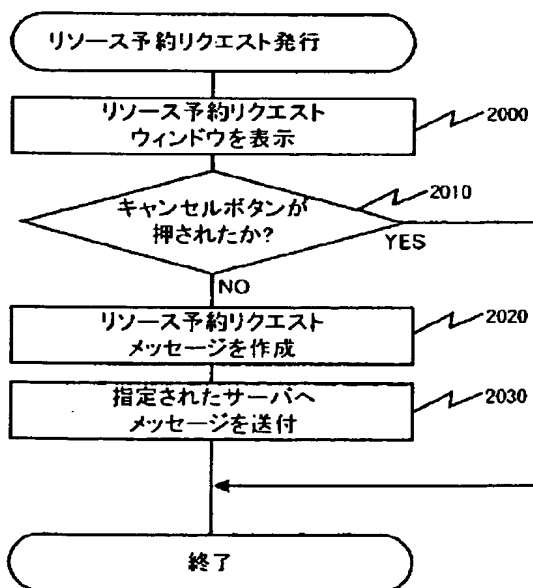 リソース予約リクエスト発行
リソース予約リクエスト
ウィンドウを表示
2000
キャンセルボタンが
押されたか?
2010
YES
NO
リソース予約リクエスト
メッセージを作成
2020
指定されたサーバへ
メッセージを送付
2030
終了